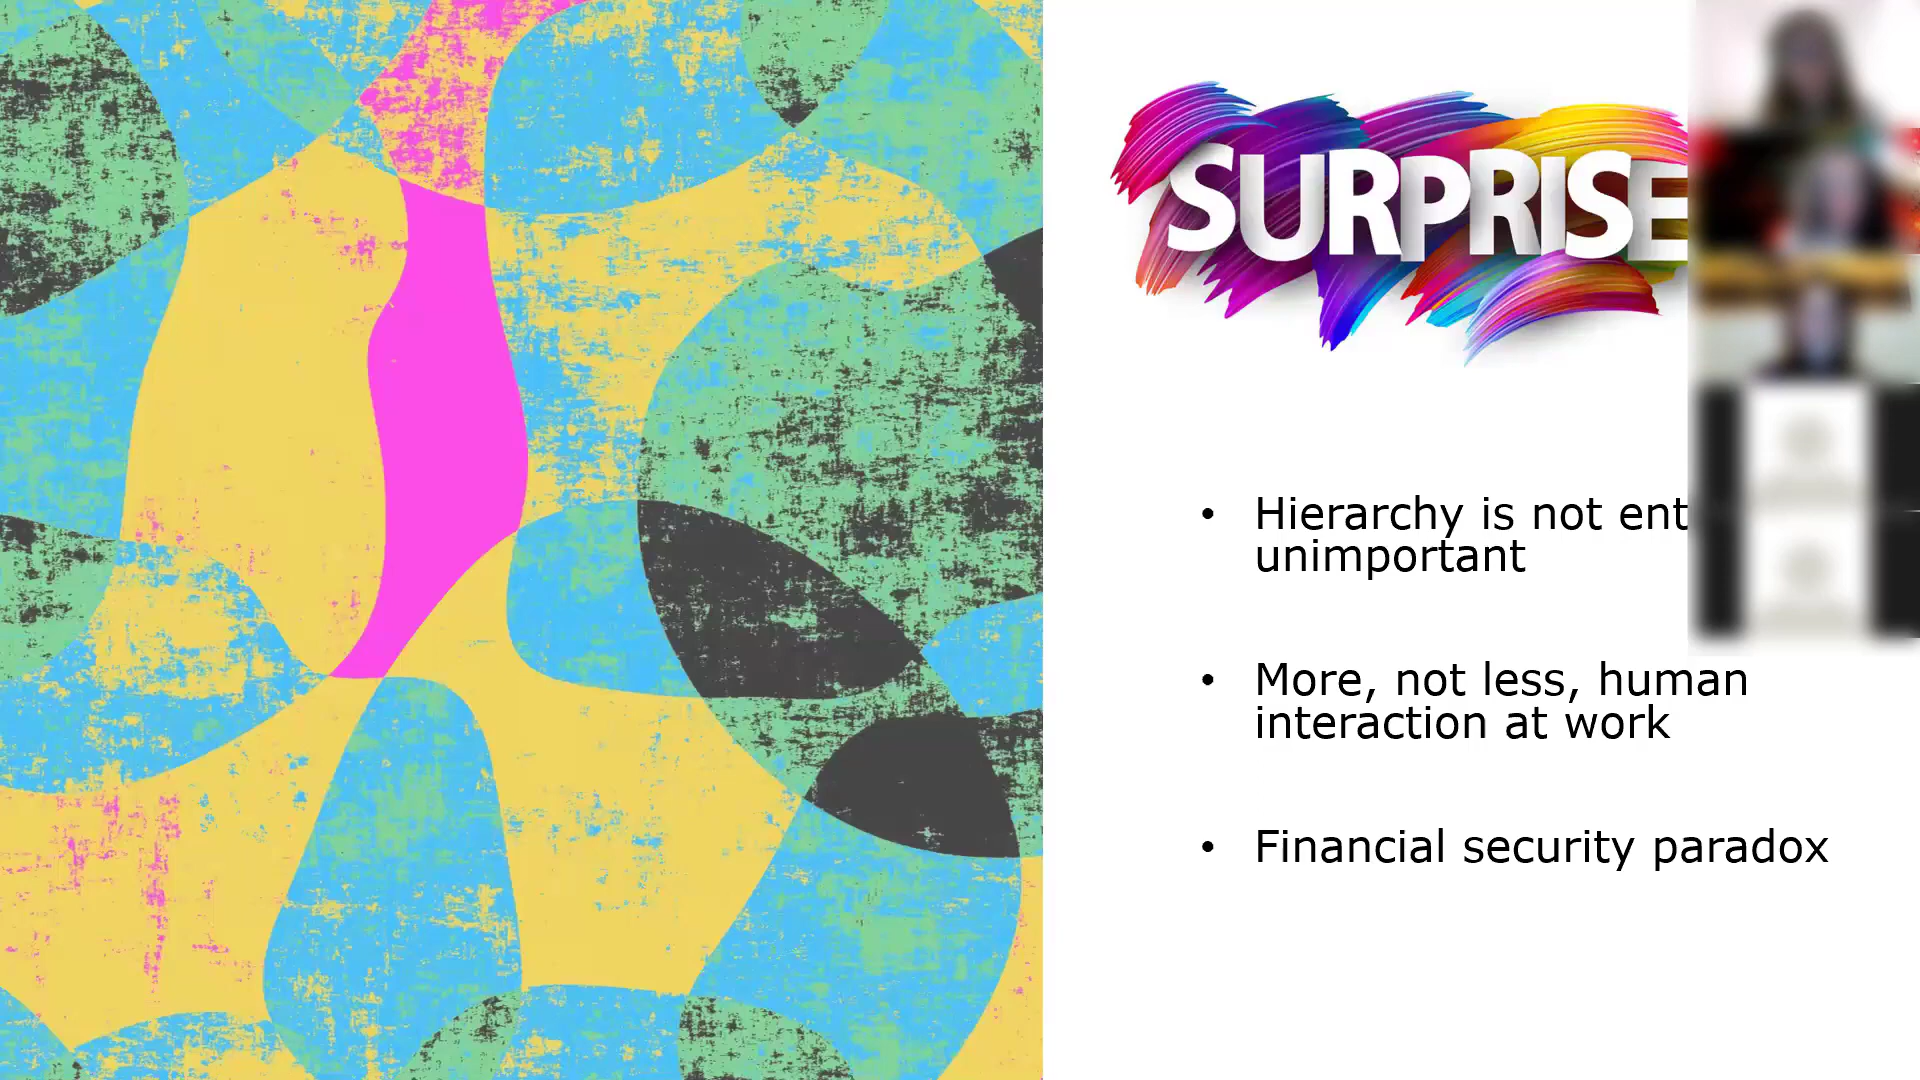 SURPRISE
• Hierarchy is not ent
unimportant
• More, not less, human
interaction at work
• Financial security paradox